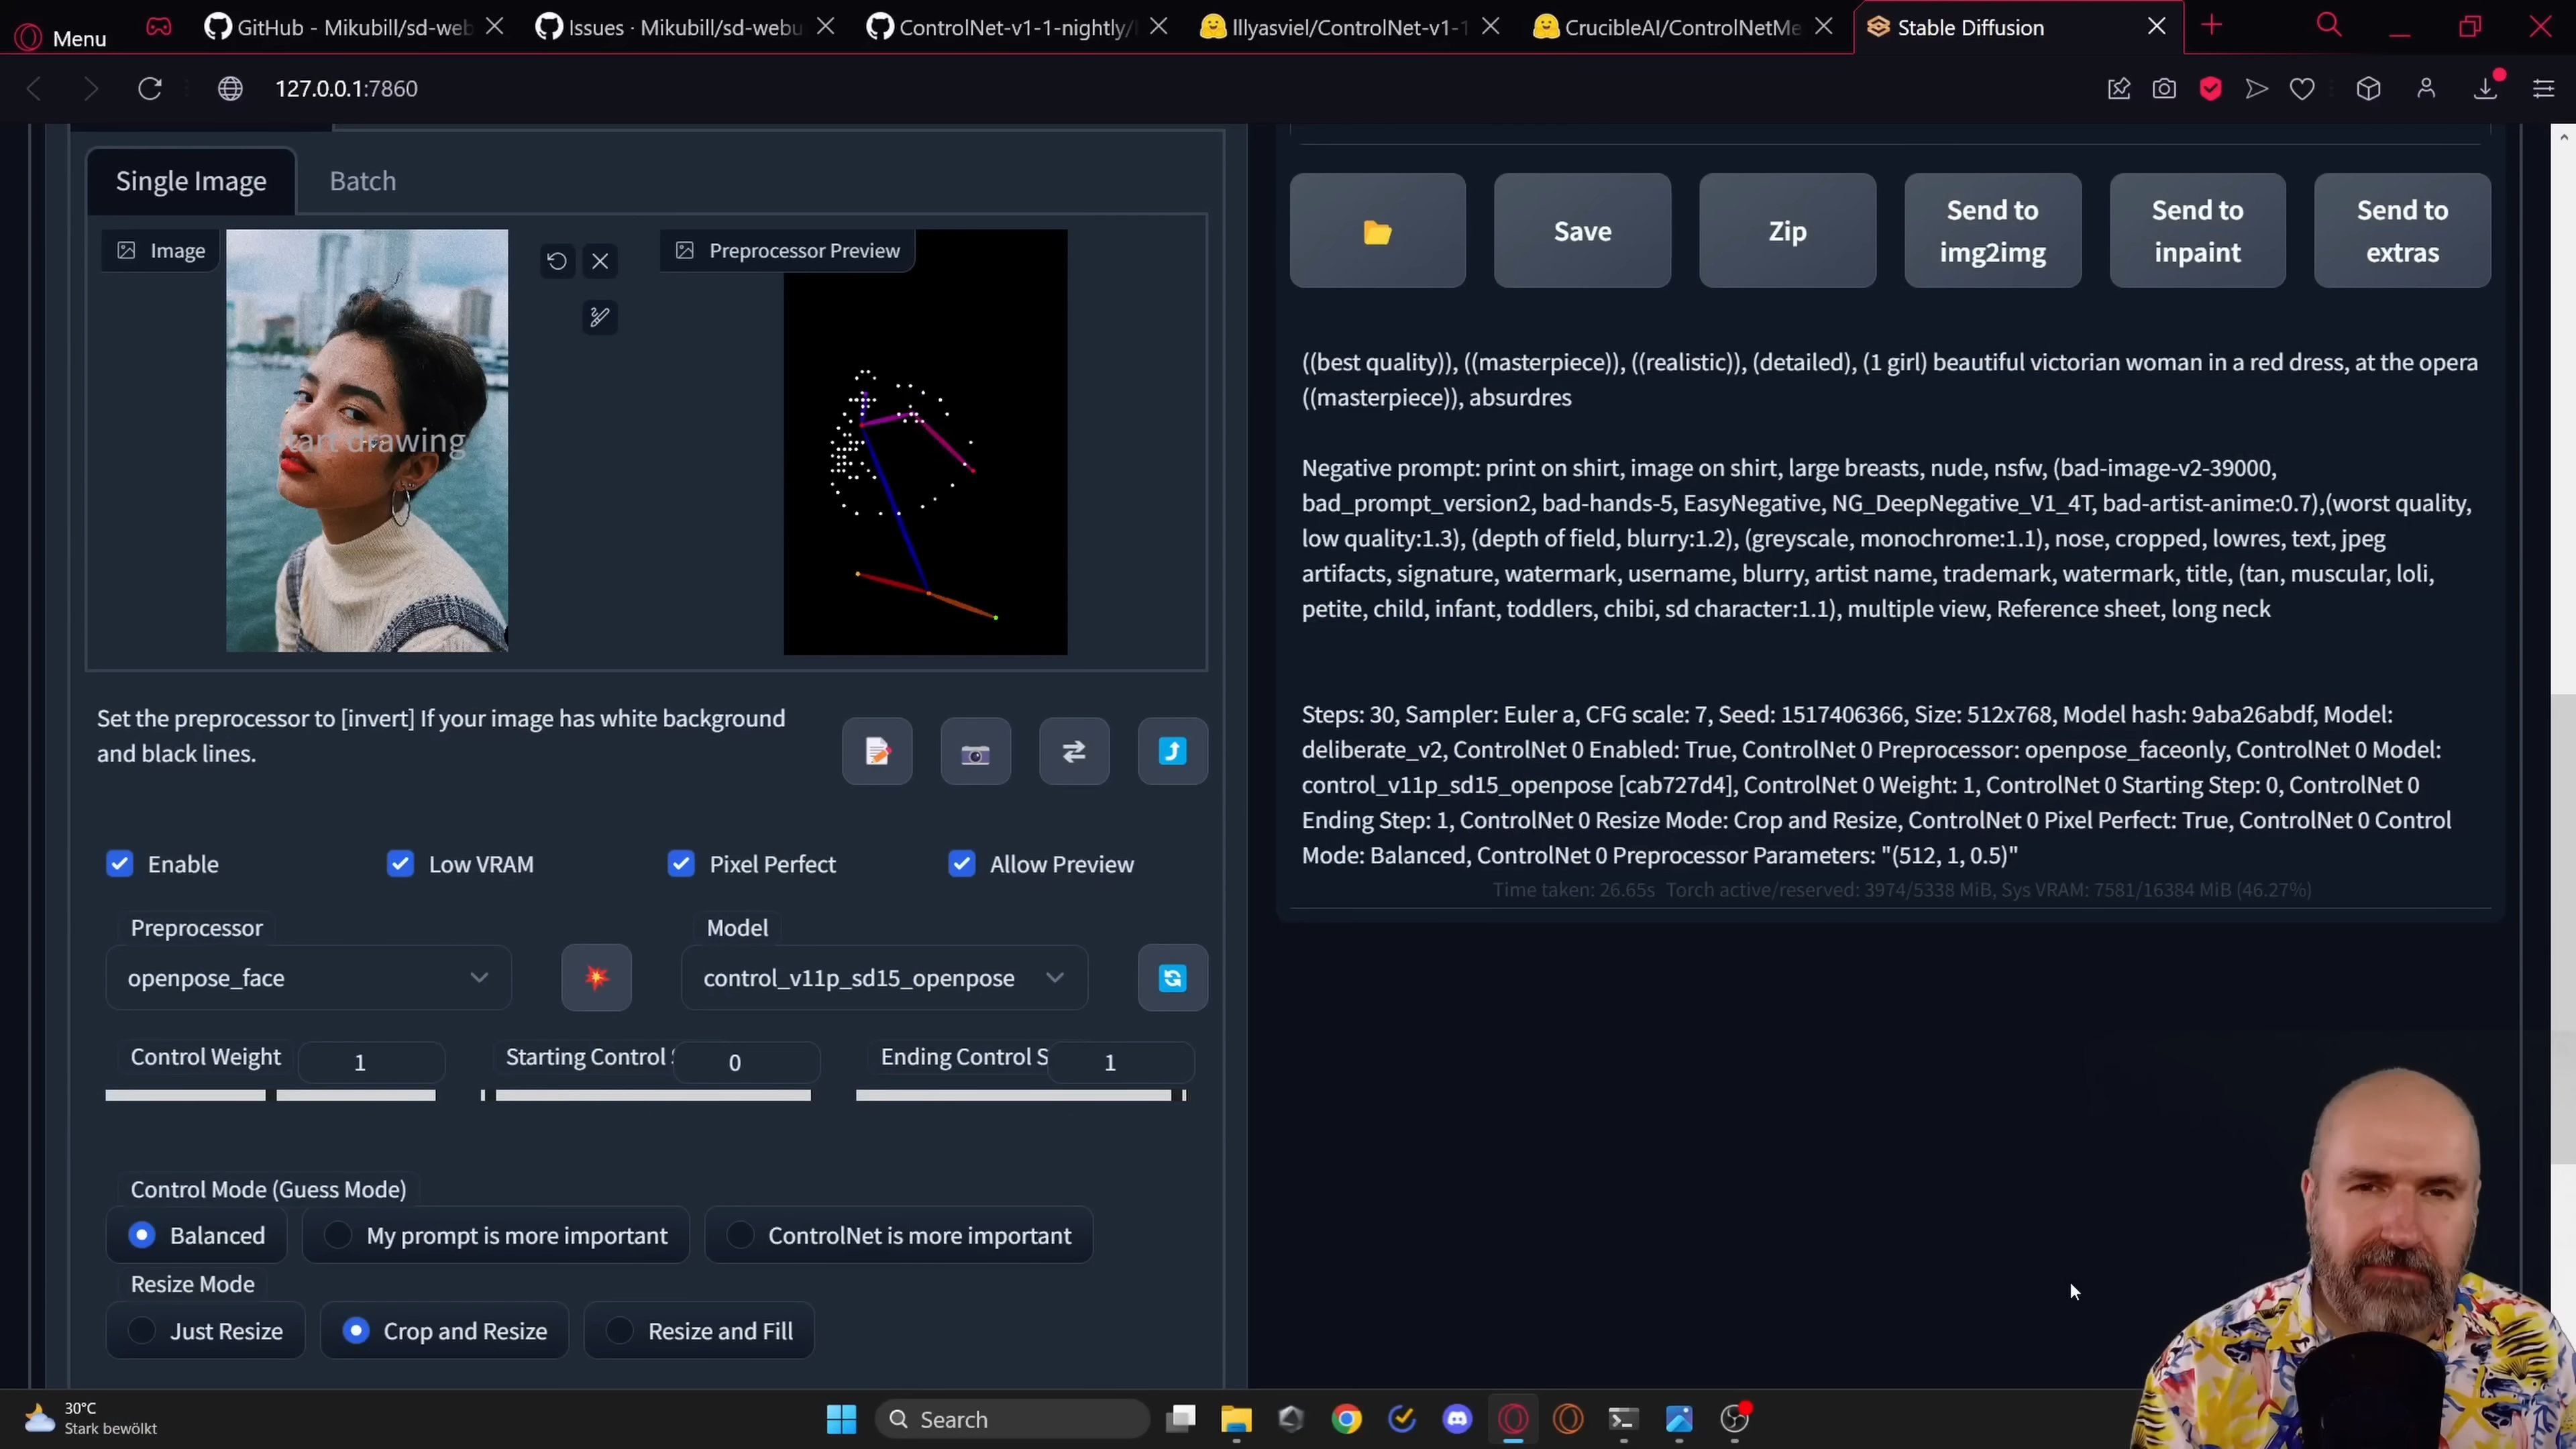 Menu
GitHub - Mikubill/sd-web
Issues · Mikubill/sd-webu
ControlNet-v1-1-nightly/
lllyasviel/ControlNet-v1-1
CrucibleAI/ControlNetMe
Stable Diffusion
127.0.0.1:7860
Single Image
Batch
Image
Preprocessor Preview
start drawing
Save
Zip
Send to
img2img
Send to
inpaint
Send to
extras
((best quality)), ((masterpiece)), ((realistic)), (detailed), (1 girl) beautiful victorian woman in a red dress, at the opera
((masterpiece)), absurdres
Negative prompt: print on shirt, image on shirt, large breasts, nude, nsfw, (bad-image-v2-39000,
bad_prompt_version2, bad-hands-5, EasyNegative, NG_DeepNegative_V1_4T, bad-artist-anime:0.7),(worst quality,
low quality:1.3), (depth of field, blurry:1.2), (greyscale, monochrome:1.1), nose, cropped, lowres, text, jpeg
artifacts, signature, watermark, username, blurry, artist name, trademark, watermark, title, (tan, muscular, loli,
petite, child, infant, toddlers, chibi, sd character:1.1), multiple view, Reference sheet, long neck
Steps: 30, Sampler: Euler a, CFG scale: 7, Seed: 1517406366, Size: 512x768, Model hash: 9aba26abdf, Model:
deliberate_v2, ControlNet 0 Enabled: True, ControlNet 0 Preprocessor: openpose_faceonly, ControlNet 0 Model:
control_v11p_sd15_openpose [cab727d4], ControlNet 0 Weight: 1, ControlNet 0 Starting Step: 0, ControlNet 0
Ending Step: 1, ControlNet 0 Resize Mode: Crop and Resize, ControlNet 0 Pixel Perfect: True, ControlNet 0 Control
Mode: Balanced, ControlNet 0 Preprocessor Parameters: "(512, 1, 0.5)"
Time taken: 26.65s Torch active/reserved: 3974/5338 MiB, Sys VRAM: 7581/16384 MiB (46.27%)
Set the preprocessor to [invert] If your image has white background
and black lines.
Enable
Low VRAM
Pixel Perfect
Allow Preview
Preprocessor
Model
openpose_face
control_v11p_sd15_openpose
Control Weight
1
Starting Control S
0
Ending Control S
1
Control Mode (Guess Mode)
Balanced
My prompt is more important
ControlNet is more important
Resize Mode
Just Resize
Crop and Resize
Resize and Fill
30°C
Stark bewölkt
Search